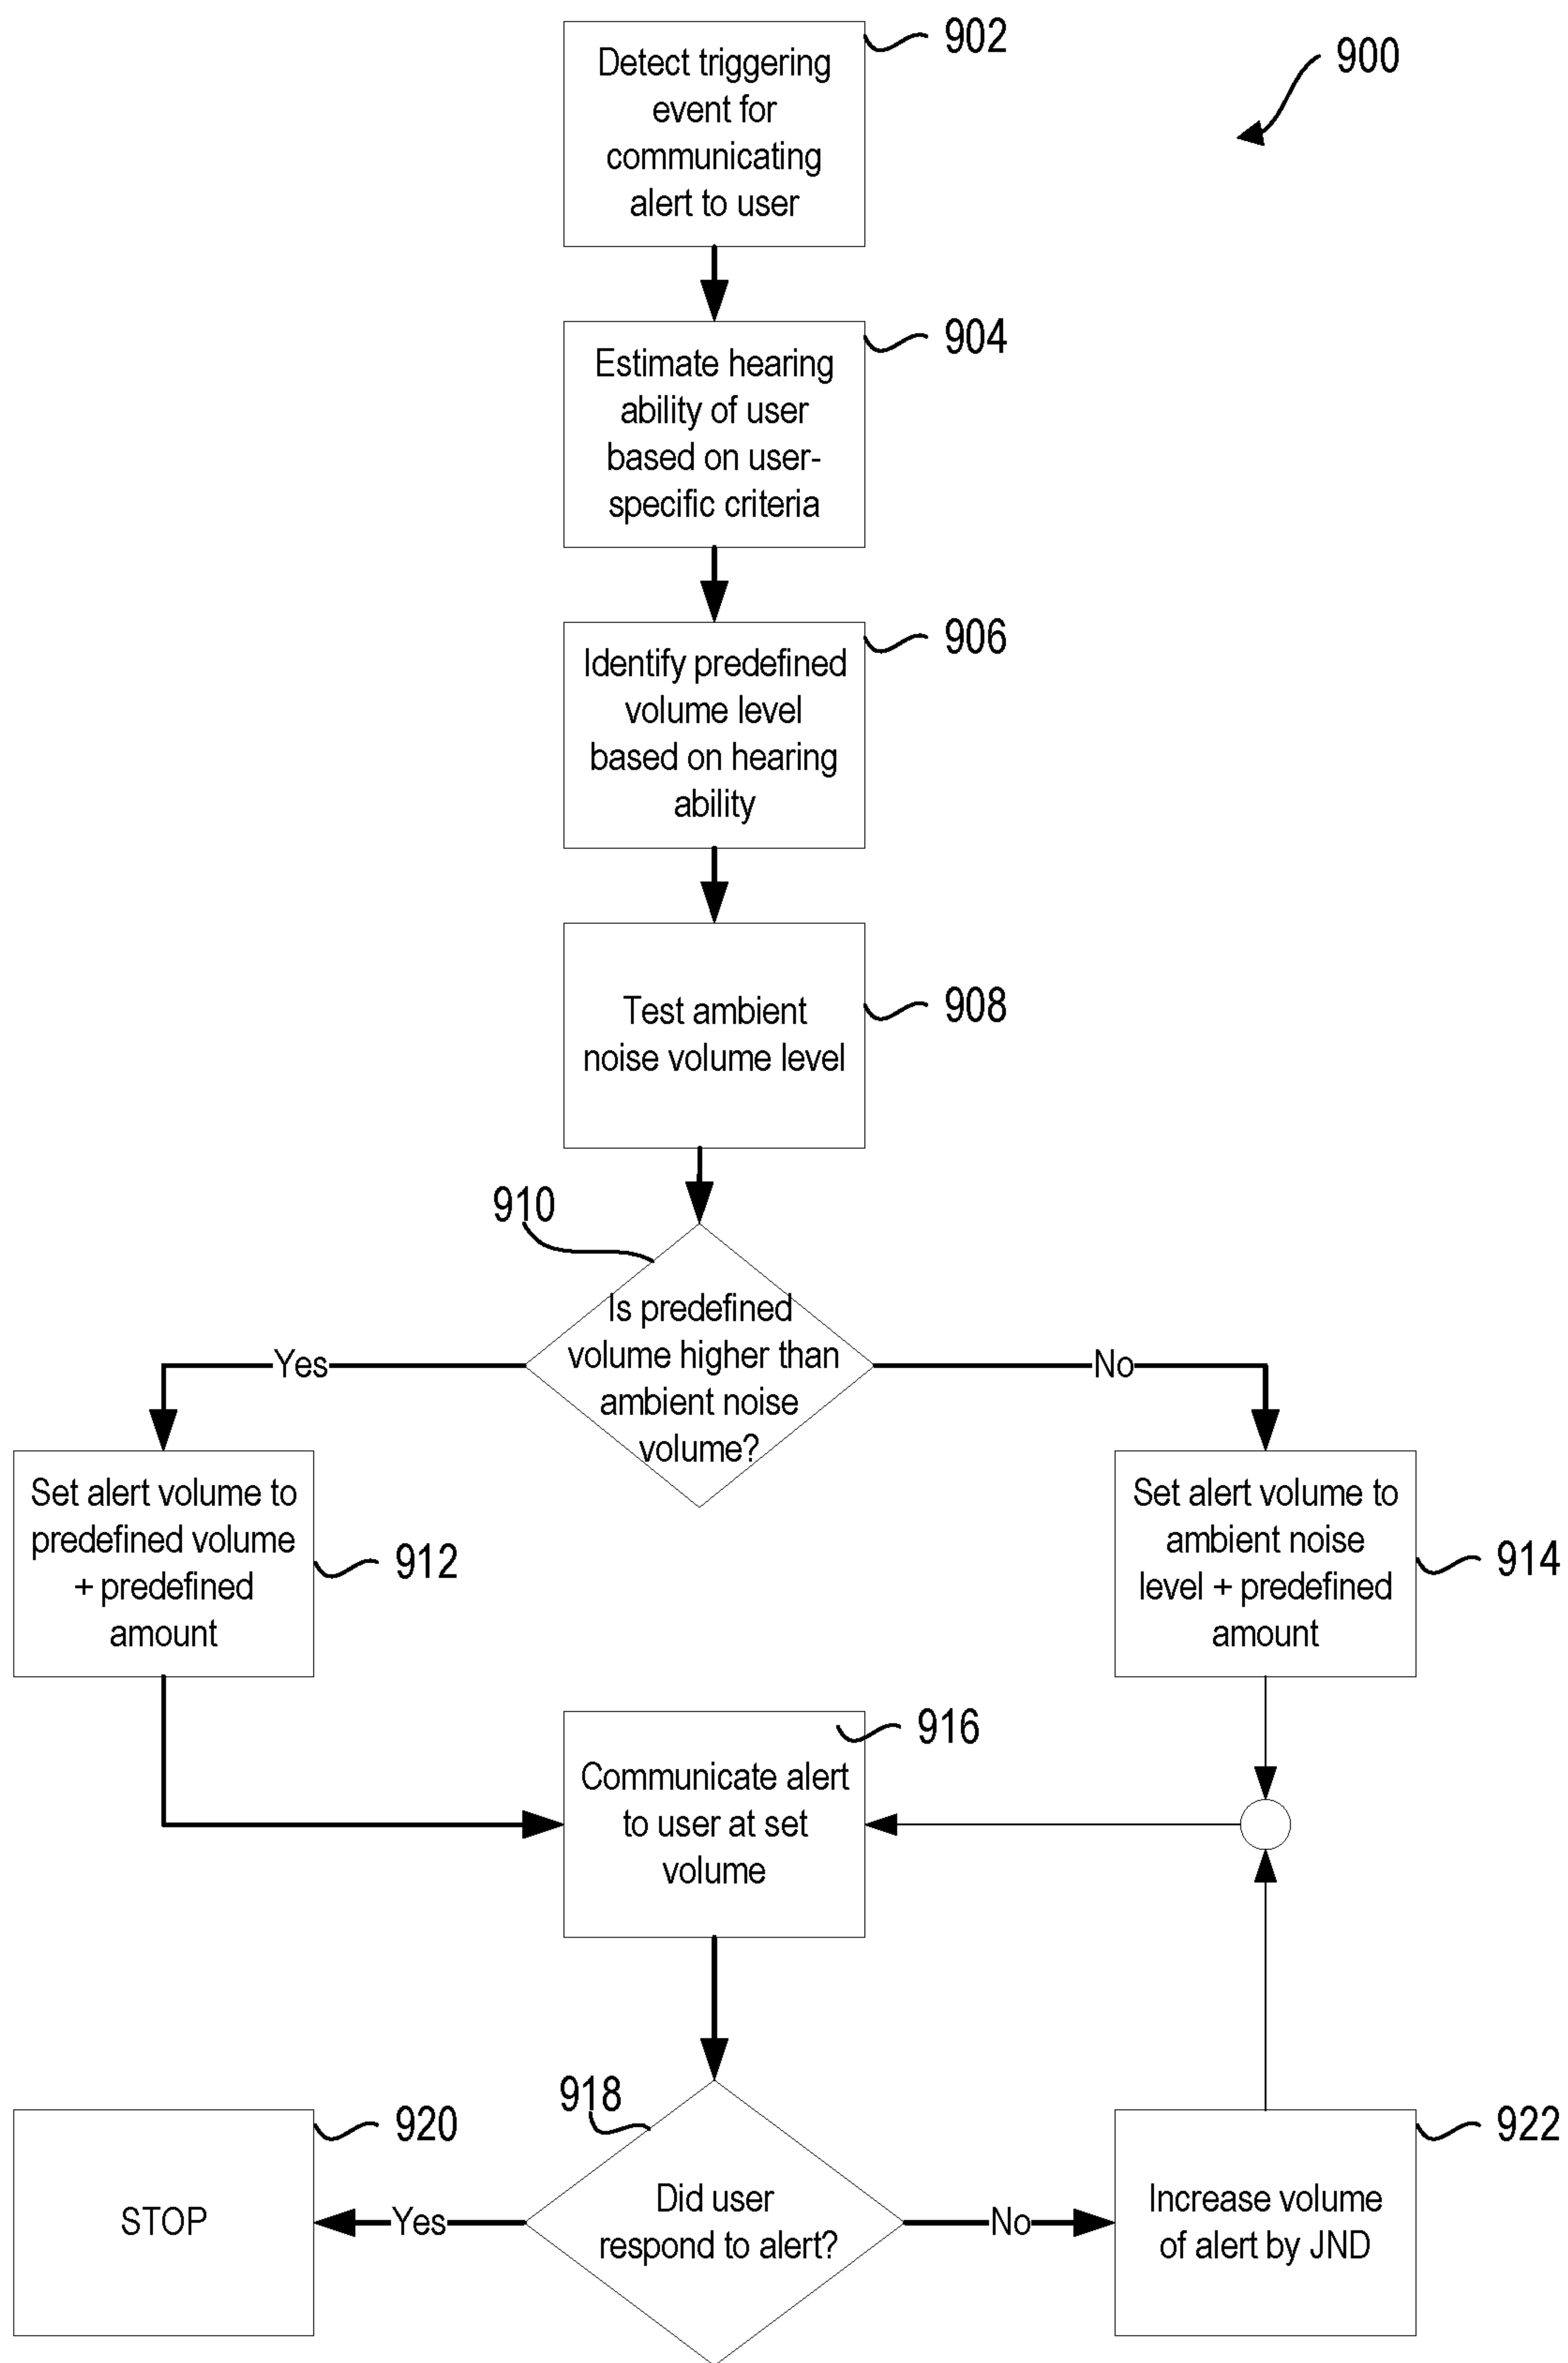 902
900
Detect triggering
event for
communicating
alert to user
904
Estimate hearing
ability of user
based on user-
specific criteria
906
Identify predefined
volume level
based on hearing
ability
908
Test ambient
noise volume level
910
Is predefined
volume higher than
ambient noise
volume?
Yes
No
Set alert volume to
predefined volume
+ predefined
amount
912
Set alert volume to
ambient noise
level + predefined
amount
914
916
Communicate alert
to user at set
volume
918
Did user
respond to alert?
Yes
No
920
STOP
922
Increase volume
of alert by JND